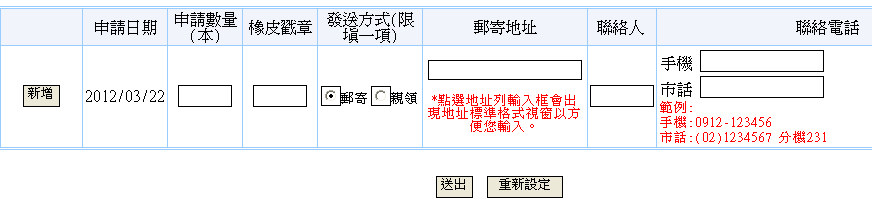 申請日期
申請數量
(本)
橡皮戳章
發送方式(限
填一項)
郵寄地址
聯絡人
聯絡電話
新增
2012/03/22
郵寄 親領
*點選地址列輸入框會出
現地址標準格式視窗以方
便您輸入。
手機
市話
範例:
手機:0912-123456
市話:(02)1234567 分機231
送出
重新設定